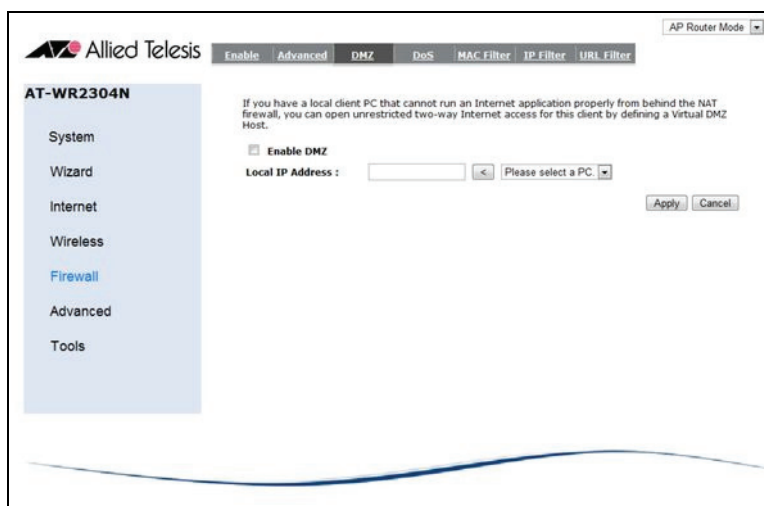 AP Router Mode
Allied Telesis
Enable Advanced DMZ DoS MAC Filter IP Filter URL Filter
AT-WR2304N
System
Wizard
Internet
Wireless
Firewall
Advanced
Tools
If you have a local client PC that cannot run an Internet application properly from behind the NAT
firewall, you can open unrestricted two-way Internet access for this client by defining a Virtual DMZ
Host.
Enable DMZ
Local IP Address : < Please select a PC.
Apply Cancel